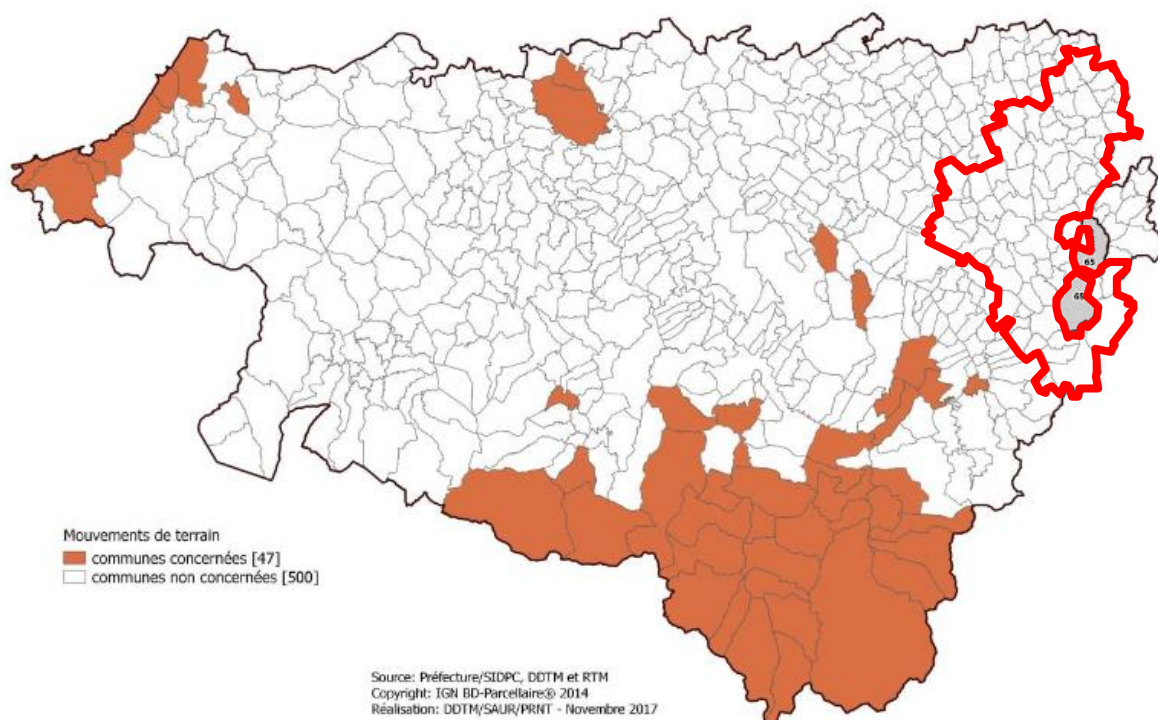 65
65
Mouvements de terrain
communes concernées [47]
communes non concernées [500]
Source: Préfecture/SIDPC, DDTM et RTM
Copyright: IGN BD-Parcellaire® 2014
Réalisation: DDTM/SAUR/PRNT - Novembre 2017